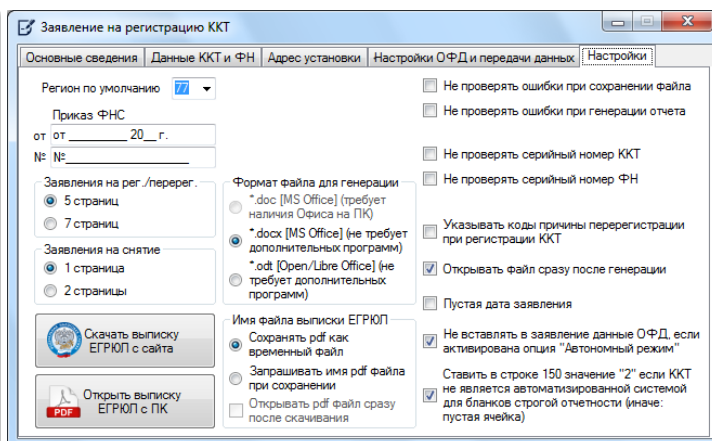 Заявление на регистрацию ККТ
Основные сведения
Данные ККТ и ФН
Адрес установки
Настройки ОФД и передачи данных
Настройки
Регион по умолчанию 77
Приказ ФНС
от от _________ 20__г.
№ №__________________
Заявления на рег./перерег.
5 страниц
7 страниц
Заявления на снятие
1 страница
2 страницы
Скачать выписку
ЕГРЮЛ с сайта
PDF
Открыть выписку
ЕГРЮЛ с ПК
Формат файла для генерации
*.doc [MS Office] (требует
наличия Офиса на ПК)
*.docx [MS Office] (не требует
дополнительных программ)
*.odt [Open/Libre Office] (не
требует дополнительных
программ)
Имя файла выписки ЕГРЮЛ
Сохранять pdf как
временный файл
Запрашивать имя pdf файла
при сохранении
Открывать pdf файл сразу
после скачивания
Не проверять ошибки при сохранении файла
Не проверять ошибки при генерации отчета
Не проверять серийный номер ККТ
Не проверять серийный номер ФН
Указывать коды причины перерегистрации
при регистрации ККТ
Открывать файл сразу после генерации
Пустая дата заявления
Не вставлять в заявление данные ОФД, если
активирована опция "Автономный режим"
Ставить в строке 150 значение "2" если ККТ
не является автоматизированной системой
для бланков строгой отчетности (иначе:
пустая ячейка)